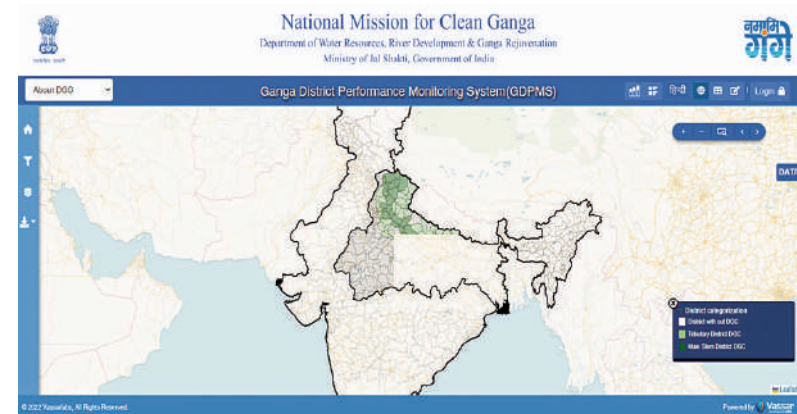 National Mission for Clean Ganga
Department of Water Resources, River Development & Ganga Rejuvenation
Ministry of Jal Shakti, Government of India
नमामि
गंगे
About DGC
Ganga District Performance Monitoring System(GDPMS)
हिन्दी
Login
DAT
District categorization
District with out DGC
Tributary District DGC
Main Stem District DGC
Leaflet
© 2022 Vassarlabs, All Rights Reserved.
Powered by Vassar